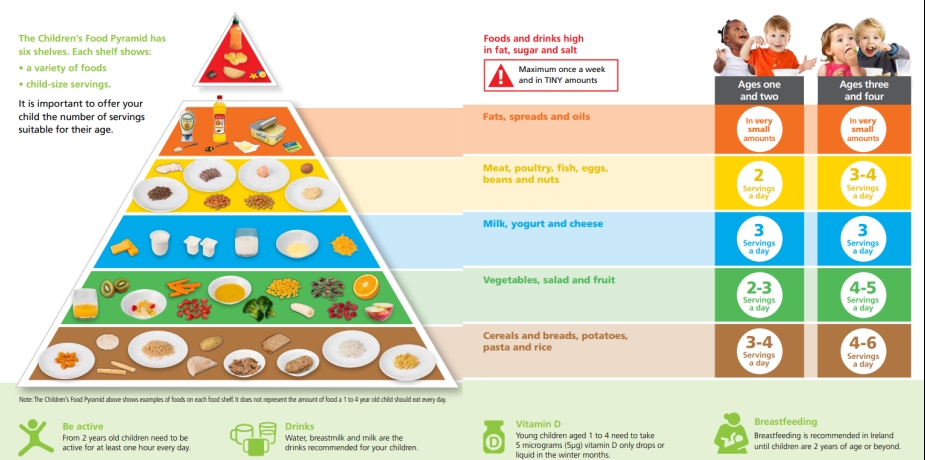 The Children's Food Pyramid has
six shelves. Each shelf shows:
• a variety of foods
• child-size servings.
It is important to offer your
child the number of servings
suitable for their age.
Foods and drinks high
in fat, sugar and salt
Maximum once a week
and in TINY amounts
Ages one
and two
Ages three
and four
Fats, spreads and oils
In very
small
amounts
In very
small
amounts
Meat, poultry, fish, eggs,
beans and nuts
2
Servings
a day
3-4
Servings
a day
Milk, yogurt and cheese
3
Servings
a day
3
Servings
a day
Vegetables, salad and fruit
2-3
Servings
a day
4-5
Servings
a day
Cereals and breads, potatoes,
pasta and rice
3-4
Servings
a day
4-6
Servings
a day
Note: The Children's Food Pyramid above shows examples of foods on each food shelf. It does not represent the amount of food a 1 to 4 year old child should eat every day.
Be active
From 2 years old children need to be
active for at least one hour every day.
Drinks
Water, breastmilk and milk are the
drinks recommended for your children.
D
Vitamin D
Young children aged 1 to 4 need to take
5 micrograms (5µg) vitamin D only drops or
liquid in the winter months.
Breastfeeding
Breastfeeding is recommended in Ireland
until children are 2 years of age or beyond.